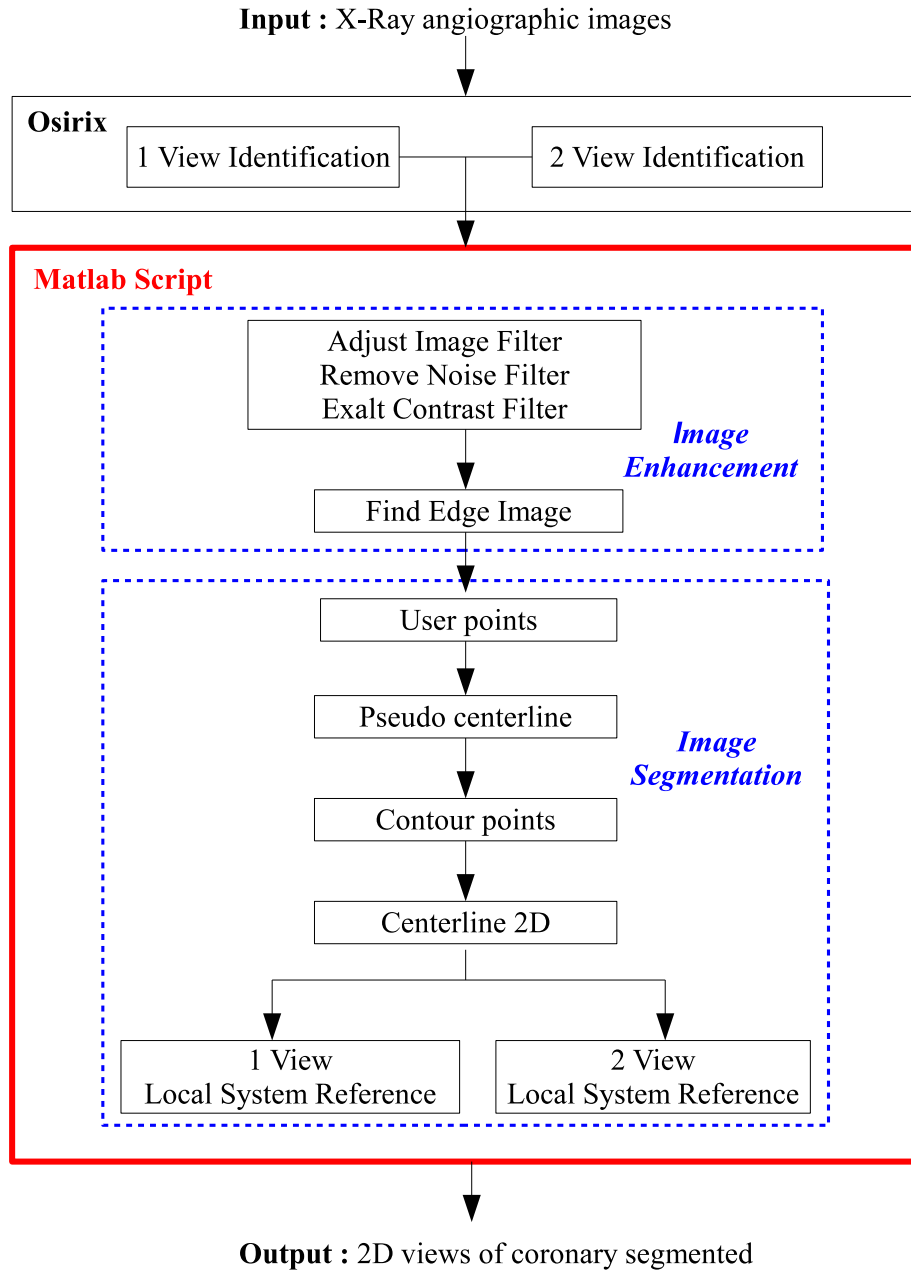 Input : X-Ray angiographic images
Osirix
1 View Identification
2 View Identification
Matlab Script
Adjust Image Filter
Remove Noise Filter
Exalt Contrast Filter
Image
Enhancement
Find Edge Image
User points
Pseudo centerline
Image
Segmentation
Contour points
Centerline 2D
1 View
Local System Reference
2 View
Local System Reference
Output : 2D views of coronary segmented